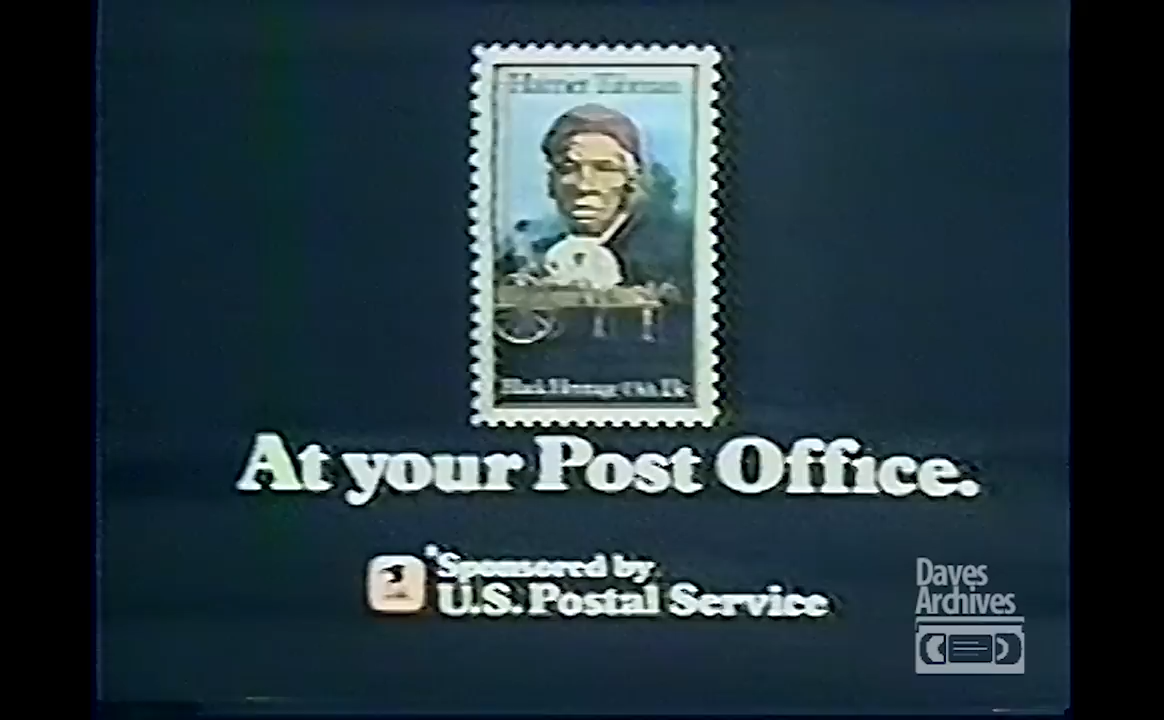 Harriet Tubman
Black Heritage USA 13c
At your Post Office.
*Sponsored by
U.S. Postal Service
Daves
Archives